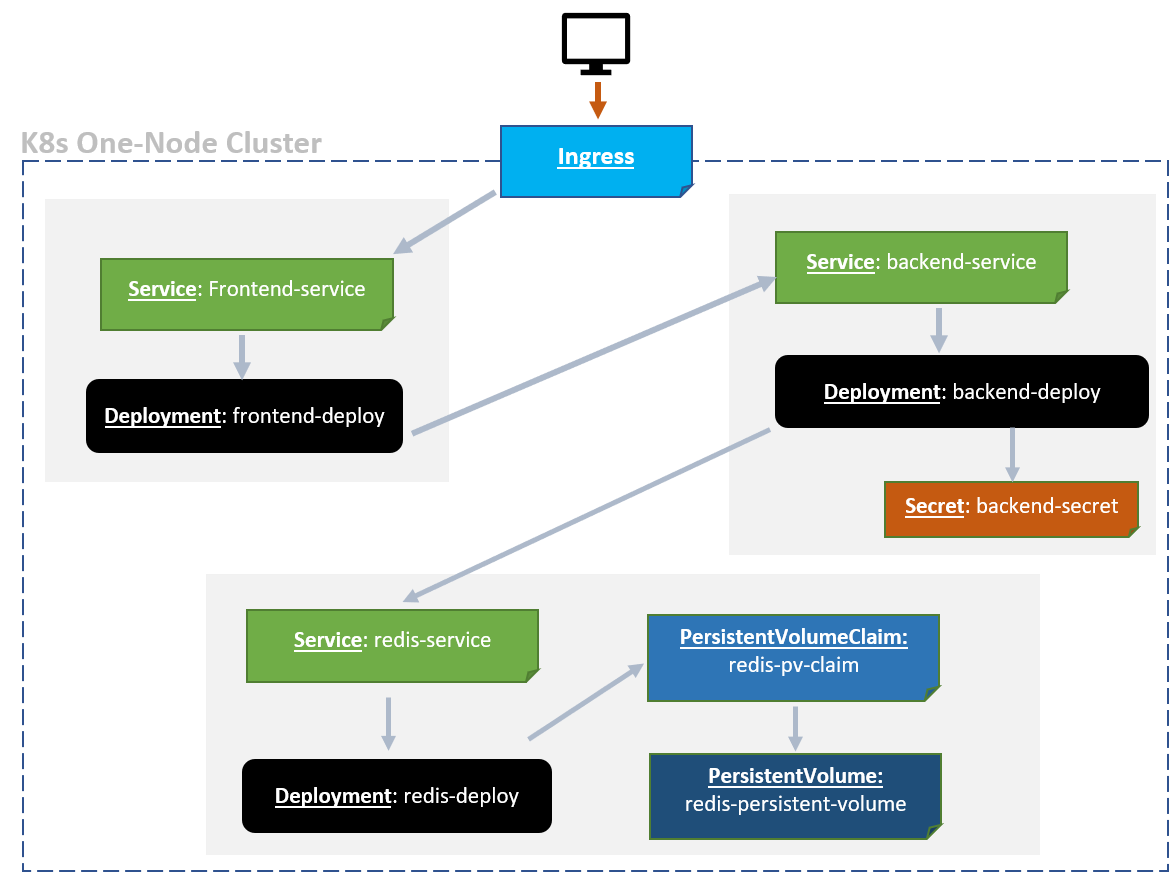 K8s One-Node Cluster
Ingress
Service: Frontend-service
Deployment: frontend-deploy
Service: backend-service
Deployment: backend-deploy
Secret: backend-secret
Service: redis-service
Deployment: redis-deploy
PersistentVolumeClaim:
redis-pv-claim
PersistentVolume:
redis-persistent-volume